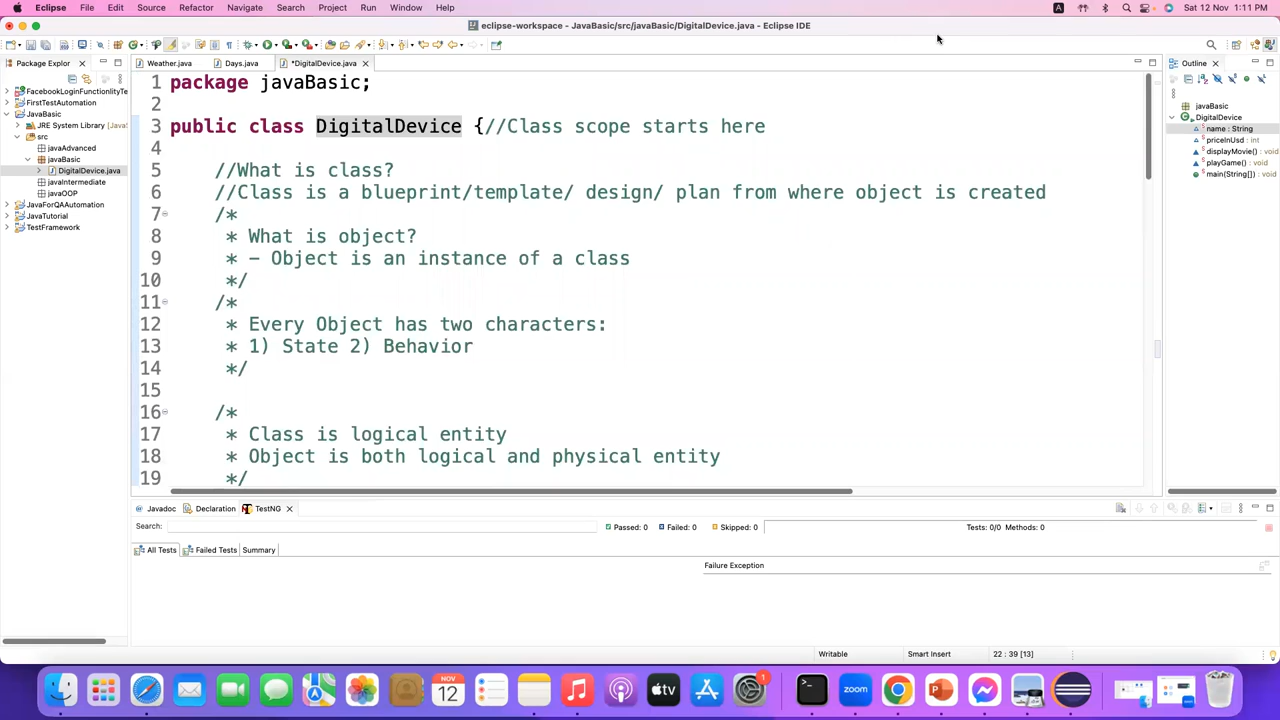 Eclipse File Edit Source Refactor Navigate Search Project Run Window Help A Sat 12 Nov 1:11 PM
eclipse-workspace - JavaBasic/src/javaBasic/DigitalDevice.java - Eclipse IDE
Package Explor
FacebookLoginFunctionlityTe
FirstTestAutomation
JavaBasic
JRE System Library [Java
src
javaAdvanced
javaBasic
DigitalDevice.java
javaIntermediate
javaOOP
JavaForQAAutomation
JavaTutorial
TestFramework
Weather.java Days.java *DigitalDevice.java
1 package javaBasic;
2
3 public class DigitalDevice {//Class scope starts here
4
5 //What is class?
6 //Class is a blueprint/template/ design/ plan from where object is created
7 /*
8 * What is object?
9 * - Object is an instance of a class
10 */
11 /*
12 * Every Object has two characters:
13 * 1) State 2) Behavior
14 */
15
16 /*
17 * Class is logical entity
18 * Object is both logical and physical entity
19 */
Outline
javaBasic
DigitalDevice
name : String
priceInUsd : int
displayMovie() : void
playGame() : void
main(String[]) : void
Javadoc Declaration TestNG
Search: Passed: 0 Failed: 0 Skipped: 0 Tests: 0/0 Methods: 0
All Tests Failed Tests Summary
Failure Exception
Writable Smart Insert 22 : 39 [13]
NOV
12
tv
1
zoom